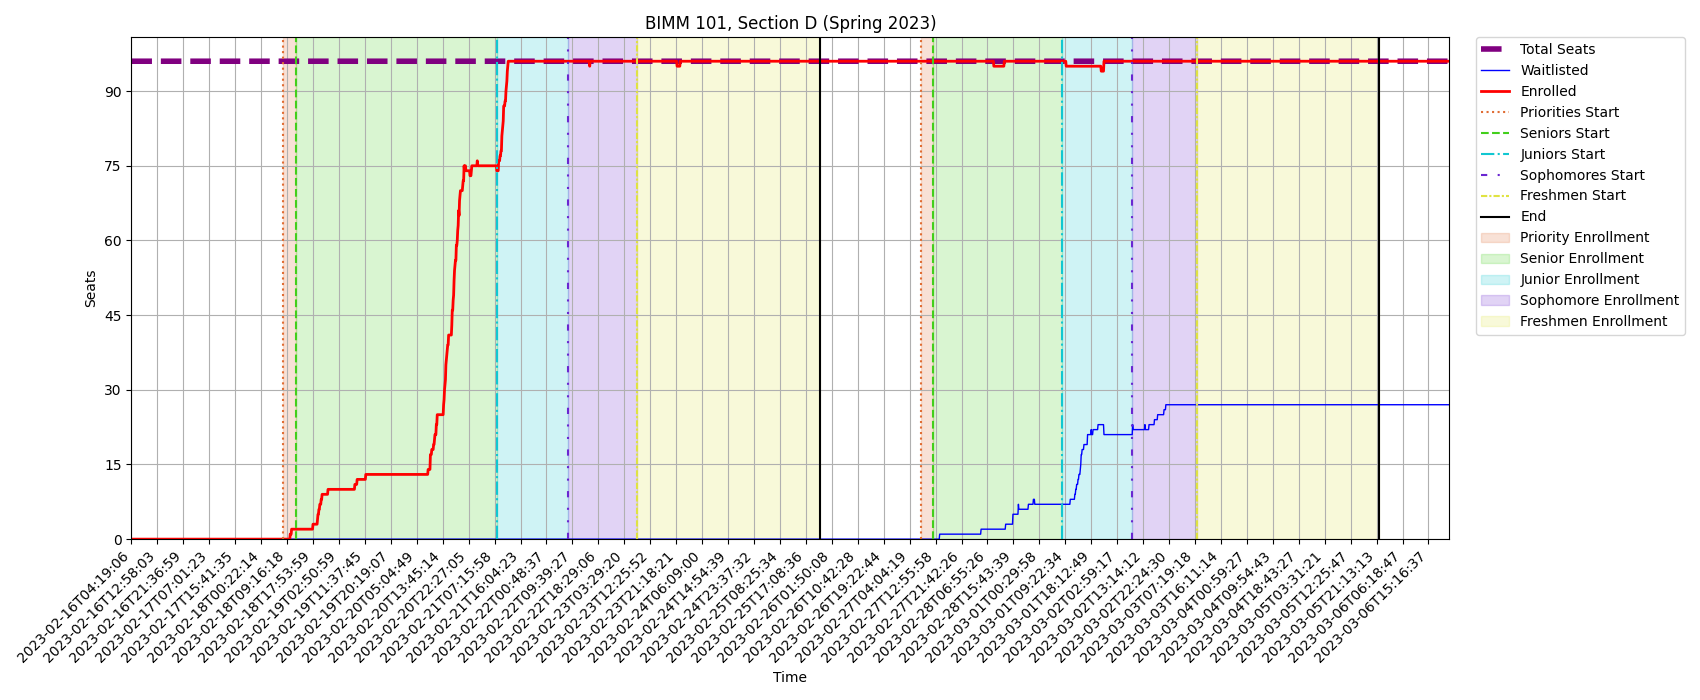 BIMM 101, Section D (Spring 2023)
Seats
90
75
60
45
30
15
0
2023-02-16T04:19:06
2023-02-16T12:58:03
2023-02-16T21:36:59
2023-02-17T07:01:23
2023-02-17T15:41:35
2023-02-18T00:22:14
2023-02-18T09:16:18
2023-02-18T17:53:59
2023-02-19T02:50:59
2023-02-19T11:37:45
2023-02-19T20:19:07
2023-02-20T05:04:49
2023-02-20T13:45:14
2023-02-20T22:27:05
2023-02-21T07:15:58
2023-02-21T16:04:23
2023-02-22T00:48:37
2023-02-22T09:39:27
2023-02-22T18:29:06
2023-02-23T03:29:20
2023-02-23T12:25:52
2023-02-23T21:18:21
2023-02-24T06:09:00
2023-02-24T14:54:39
2023-02-24T23:37:32
2023-02-25T08:25:34
2023-02-25T17:08:36
2023-02-26T01:50:08
2023-02-26T10:42:28
2023-02-26T19:22:44
2023-02-27T04:04:19
2023-02-27T12:55:58
2023-02-27T21:42:26
2023-02-28T06:55:26
2023-02-28T15:43:39
2023-03-01T00:29:58
2023-03-01T09:22:34
2023-03-01T18:12:49
2023-03-02T02:59:17
2023-03-02T13:14:12
2023-03-02T22:24:30
2023-03-03T07:19:18
2023-03-03T16:11:14
2023-03-04T00:59:27
2023-03-04T09:54:43
2023-03-04T18:43:27
2023-03-05T03:31:21
2023-03-05T12:25:47
2023-03-05T21:13:13
2023-03-06T06:18:47
2023-03-06T15:16:37
Time
Total Seats
Waitlisted
Enrolled
Priorities Start
Seniors Start
Juniors Start
Sophomores Start
Freshmen Start
End
Priority Enrollment
Senior Enrollment
Junior Enrollment
Sophomore Enrollment
Freshmen Enrollment